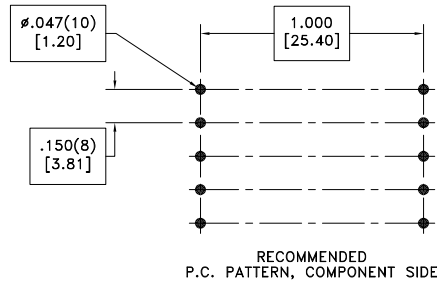 ø.047(10)
[1.20]
1.000
[25.40]
.150(8)
[3.81]
RECOMMENDED
P.C. PATTERN, COMPONENT SIDE